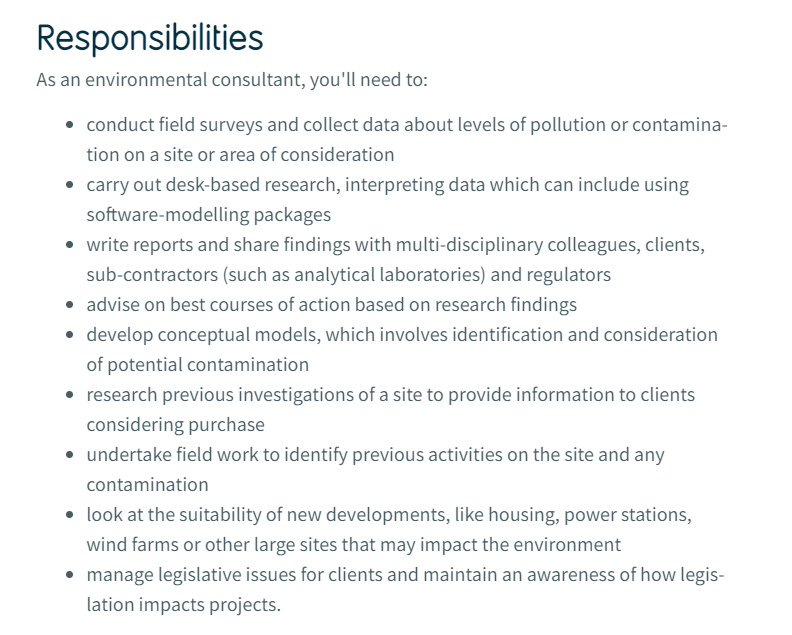 Responsibilities
As an environmental consultant, you'll need to:
• conduct field surveys and collect data about levels of pollution or contamina-
tion on a site or area of consideration
• carry out desk-based research, interpreting data which can include using
software-modelling packages
• write reports and share findings with multi-disciplinary colleagues, clients,
sub-contractors (such as analytical laboratories) and regulators
• advise on best courses of action based on research findings
• develop conceptual models, which involves identification and consideration
of potential contamination
• research previous investigations of a site to provide information to clients
considering purchase
• undertake field work to identify previous activities on the site and any
contamination
• look at the suitability of new developments, like housing, power stations,
wind farms or other large sites that may impact the environment
• manage legislative issues for clients and maintain an awareness of how legis-
lation impacts projects.